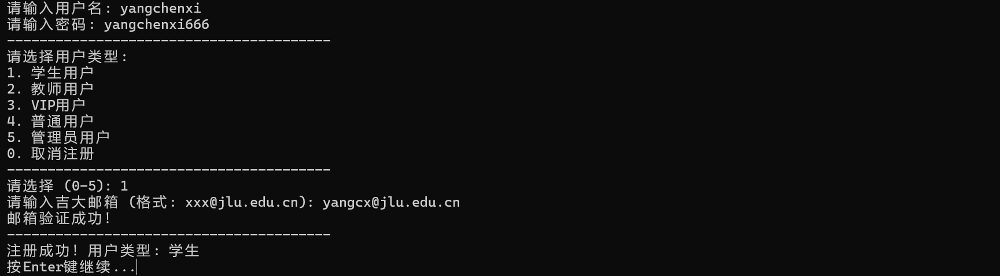 请输入用户名: yangchenxi
请输入密码: yangchenxi666
----------------------------------------
请选择用户类型:
1. 学生用户
2. 教师用户
3. VIP用户
4. 普通用户
5. 管理员用户
0. 取消注册
----------------------------------------
请选择 (0-5): 1
请输入吉大邮箱 (格式: xxx@jlu.edu.cn): yangcx@jlu.edu.cn
邮箱验证成功!
----------------------------------------
注册成功! 用户类型: 学生
按Enter键继续...